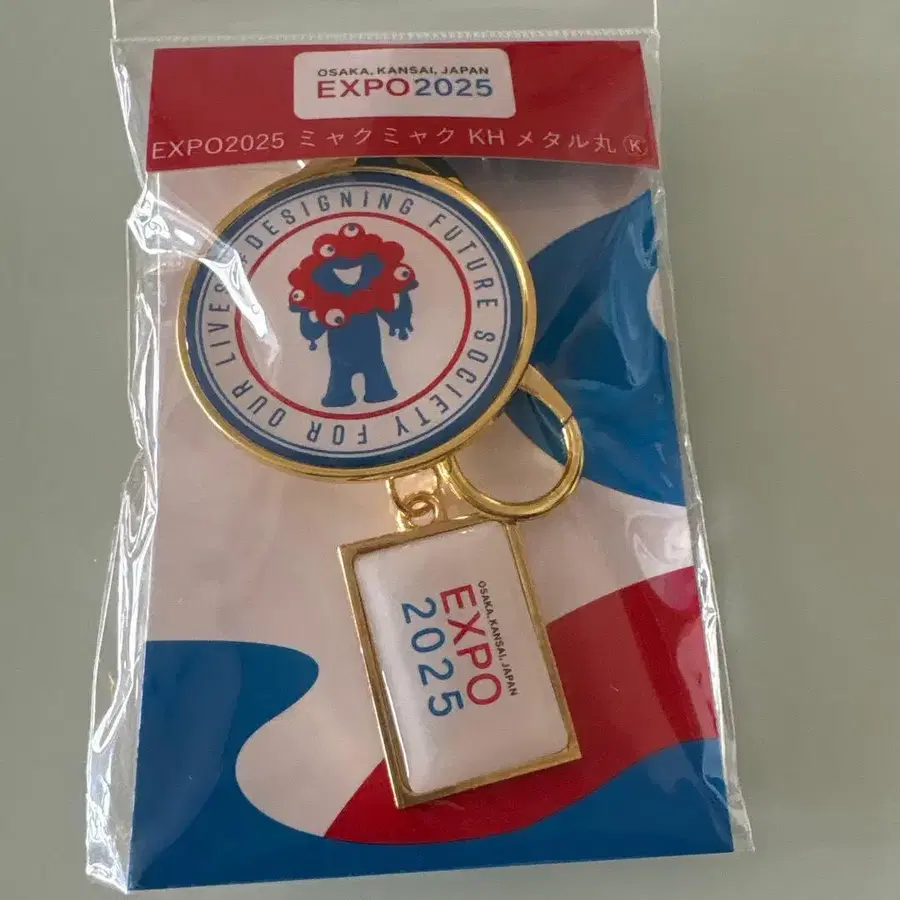 OSAKA, KANSAI, JAPAN
EXPO2025
EXPO2025 ミャクミャク KH メタル丸 Ⓚ
DESIGNING FUTURE SOCIETY FOR OUR LIVES
OSAKA, KANSAI, JAPAN
EXPO
2025